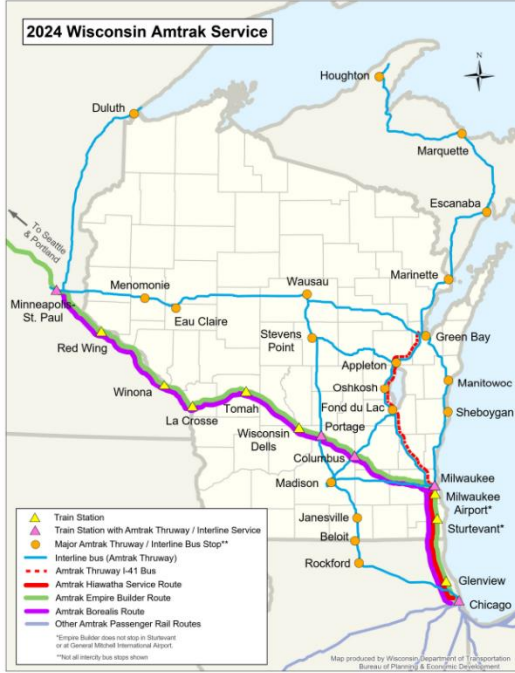 2024 Wisconsin Amtrak Service
N
Houghton
Duluth
Marquette
Escanaba
To Seattle
& Portland
Marinette
Menomonie
Wausau
Minneapolis-
St. Paul
Eau Claire
Green Bay
Stevens
Point
Red Wing
Appleton
Manitowoc
Oshkosh
Winona
Tomah
Fond du Lac
Sheboygan
La Crosse
Portage
Wisconsin
Dells
Columbus
Milwaukee
Madison
Milwaukee
Airport*
Janesville
Sturtevant*
Beloit
Rockford
Glenview
Chicago
Train Station
Train Station with Amtrak Thruway / Interline Service
Major Amtrak Thruway / Interline Bus Stop**
Interline bus (Amtrak Thruway)
Amtrak Thruway I-41 Bus
Amtrak Hiawatha Service Route
Amtrak Empire Builder Route
Amtrak Borealis Route
Other Amtrak Passenger Rail Routes
*Empire Builder does not stop in Sturtevant
or at General Mitchell International Airport.
**Not all intercity bus stops shown
Map produced by Wisconsin Department of Transportation
Bureau of Planning & Economic Development